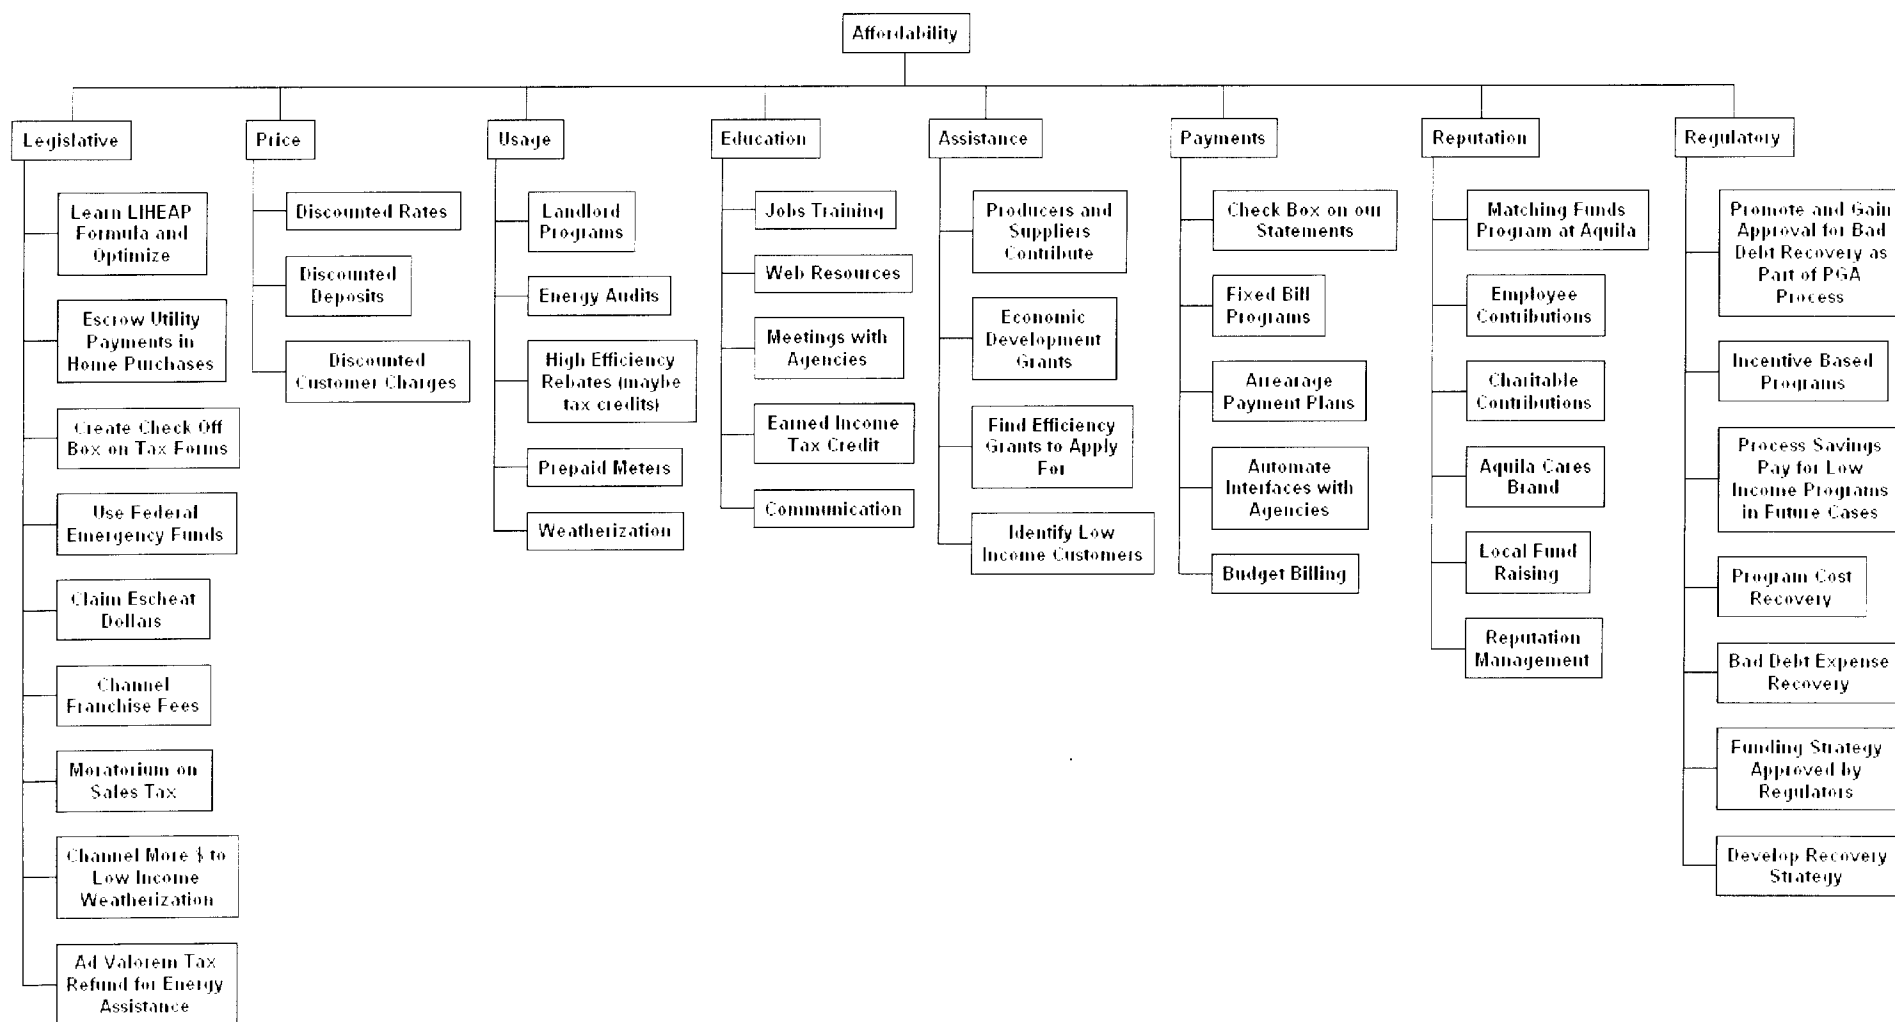 Affordability
Legislative
Learn LIHEAP
Formula and
Optimize
Escrow Utility
Payments in
Home Purchases
Create Check Off
Box on Tax Forms
Use Federal
Emergency Funds
Claim Escheat
Dollars
Channel
Franchise Fees
Moratorium on
Sales Tax
Channel More $ to
Low Income
Weatherization
Ad Valorem Tax
Refund for Energy
Assistance
Price
Discounted Rates
Discounted
Deposits
Discounted
Customer Charges
Usage
Landlord
Programs
Energy Audits
High Efficiency
Rebates (maybe
tax credits)
Prepaid Meters
Weatherization
Education
Jobs Training
Web Resources
Meetings with
Agencies
Earned Income
Tax Credit
Communication
Assistance
Producers and
Suppliers
Contribute
Economic
Development
Grants
Find Efficiency
Grants to Apply
For
Identify Low
Income Customers
Payments
Check Box on our
Statements
Fixed Bill
Programs
Arrearage
Payment Plans
Automate
Interfaces with
Agencies
Budget Billing
Reputation
Matching Funds
Program at Aquila
Employee
Contributions
Charitable
Contributions
Aquila Cares
Brand
Local Fund
Raising
Reputation
Management
Regulatory
Promote and Gain
Approval for Bad
Debt Recovery as
Part of PGA
Process
Incentive Based
Programs
Process Savings
Pay for Low
Income Programs
in Future Cases
Program Cost
Recovery
Bad Debt Expense
Recovery
Funding Strategy
Approved by
Regulators
Develop Recovery
Strategy